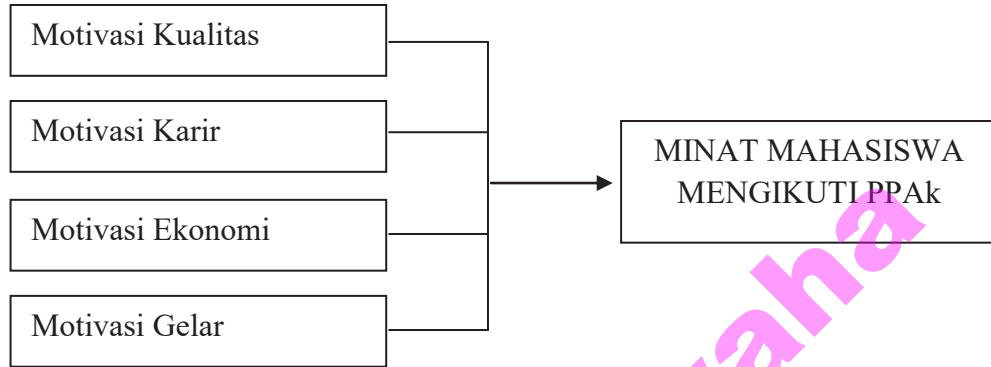 Motivasi Kualitas
Motivasi Karir
Motivasi Ekonomi
Motivasi Gelar
MINAT MAHASISWA
MENGIKUTI PPAk